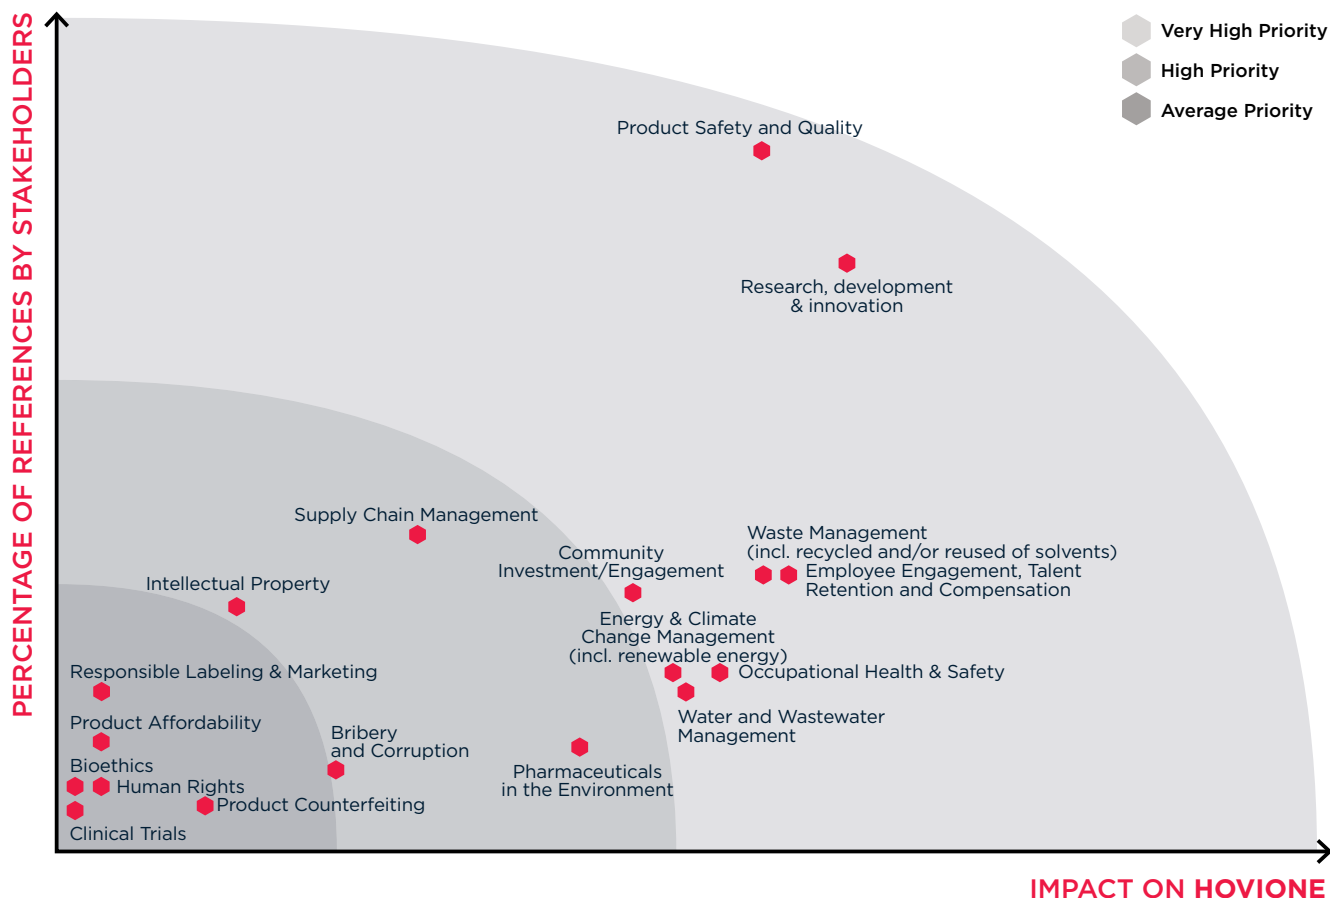 PERCENTAGE OF REFERENCES BY STAKEHOLDERS
Very High Priority
High Priority
Average Priority
Product Safety and Quality
Research, development
& innovation
Supply Chain Management
Waste Management
(incl. recycled and/or reused of solvents)
Employee Engagement, Talent
Retention and Compensation
Community
Investment/Engagement
Intellectual Property
Energy & Climate
Change Management
(incl. renewable energy)
Occupational Health & Safety
Responsible Labeling & Marketing
Water and Wastewater
Management
Product Affordability
Bribery
and Corruption
Pharmaceuticals
in the Environment
Bioethics
Human Rights
Product Counterfeiting
Clinical Trials
IMPACT ON HOVIONE